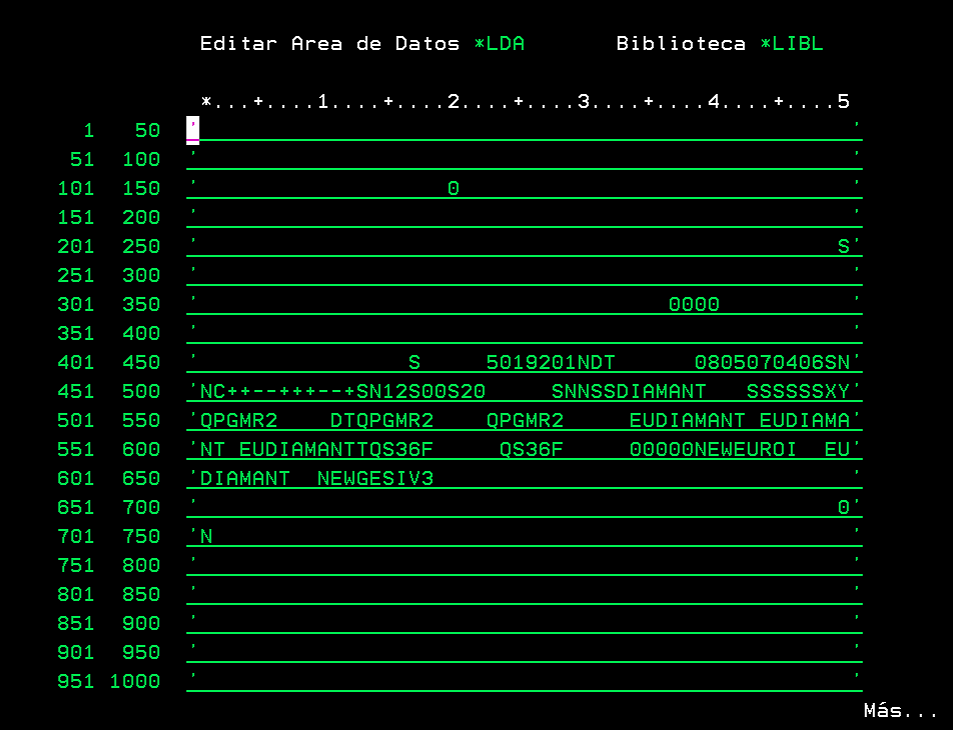 Editar Area de Datos *LDA       Biblioteca *LIBL
*...+....1....+....2....+....3....+....4....+....5
1   50   '                                                  '
51  100  '                                                  '
101  150  '                   0                              '
151  200  '                                                  '
201  250  '                                                 S'
251  300  '                                                  '
301  350  '                                    0000          '
351  400  '                                                  '
401  450  '                S     5019201NDT      0805070406SN'
451  500  'NC++--+++--+SN12S00S20     SNNSSDIAMANT   SSSSSSXY'
501  550  'QPGMR2    DTQPGMR2    QPGMR2     EUDIAMANT EUDIAMA'
551  600  'NT EUDIAMANTTQS36F     QS36F     00000NEWEUROI  EU'
601  650  'DIAMANT  NEWGESIV3                                '
651  700  '                                                 0'
701  750  'N                                                 '
751  800  '                                                  '
801  850  '                                                  '
851  900  '                                                  '
901  950  '                                                  '
951 1000  '                                                  '
Más...